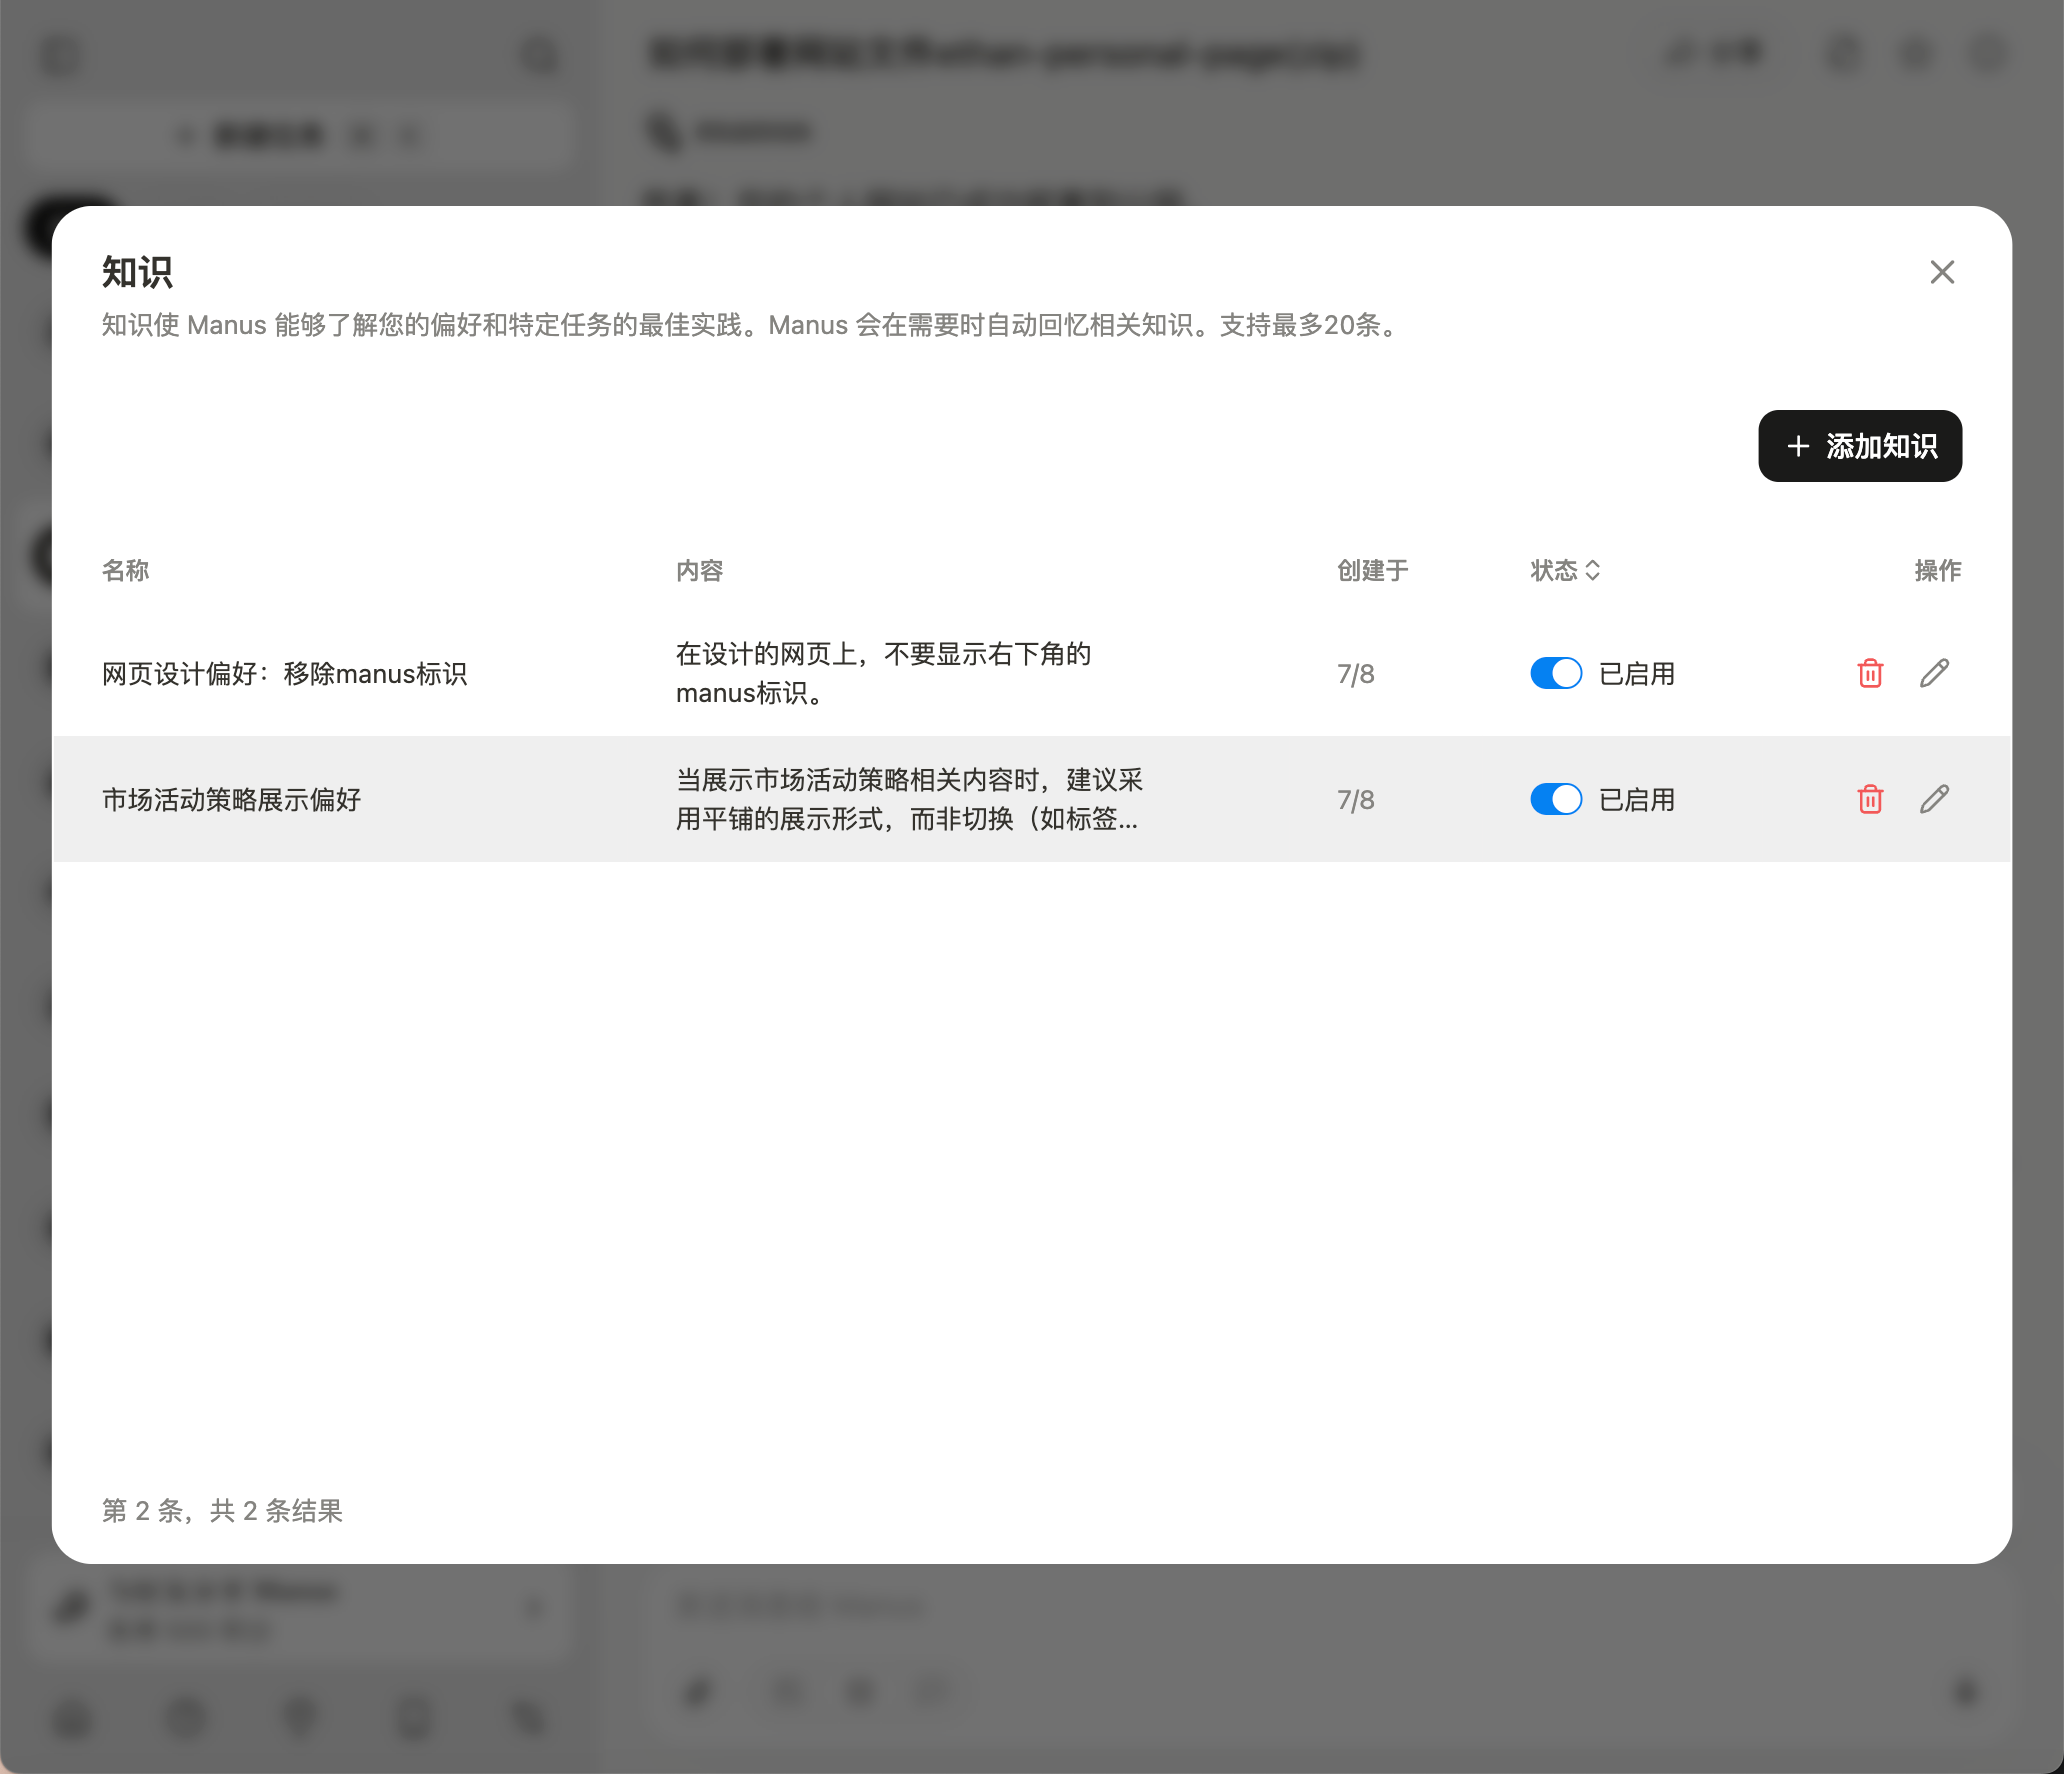 知识
知识使 Manus 能够了解您的偏好和特定任务的最佳实践。Manus 会在需要时自动回忆相关知识。支持最多20条。
添加知识
名称 内容 创建于 状态 操作
网页设计偏好：移除manus标识
在设计的网页上，不要显示右下角的
manus标识。
7/8 已启用
市场活动策略展示偏好
当展示市场活动策略相关内容时，建议采
用平铺的展示形式，而非切换（如标签...
7/8 已启用
第 2 条，共 2 条结果